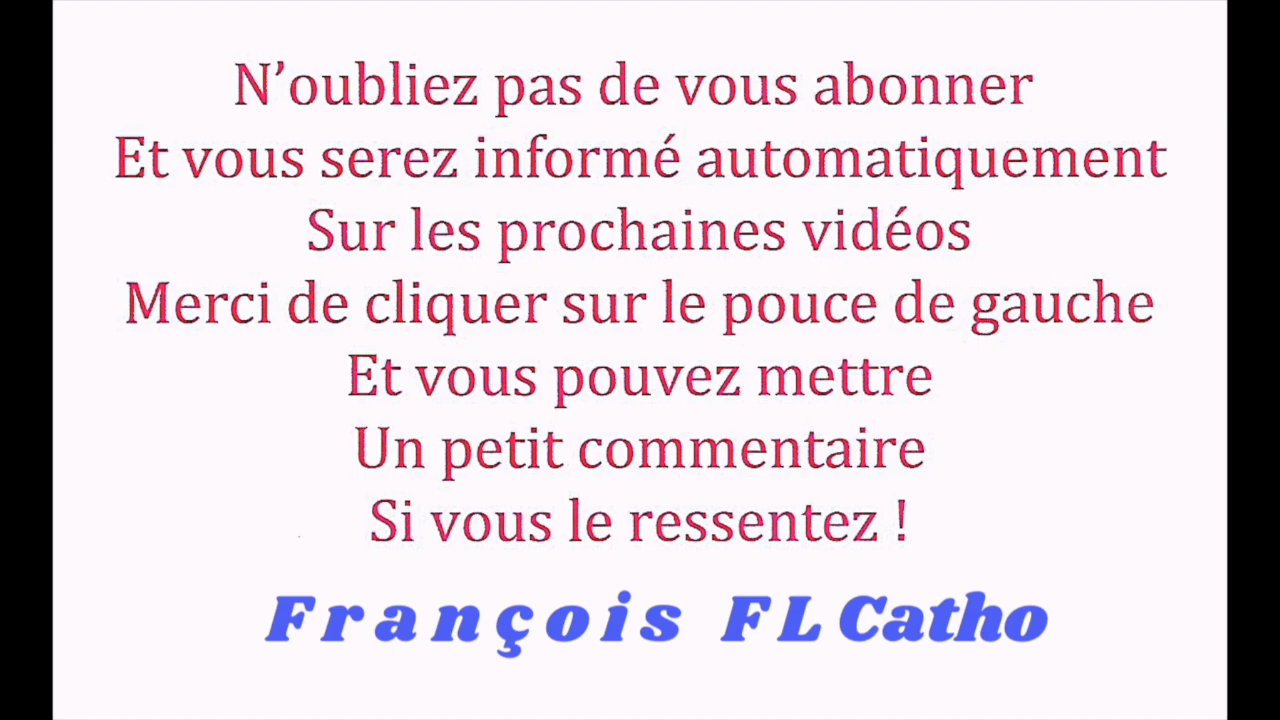 N’oubliez pas de vous abonner
Et vous serez informé automatiquement
Sur les prochaines vidéos
Merci de cliquer sur le pouce de gauche
Et vous pouvez mettre
Un petit commentaire
Si vous le ressentez !
François FLCatho